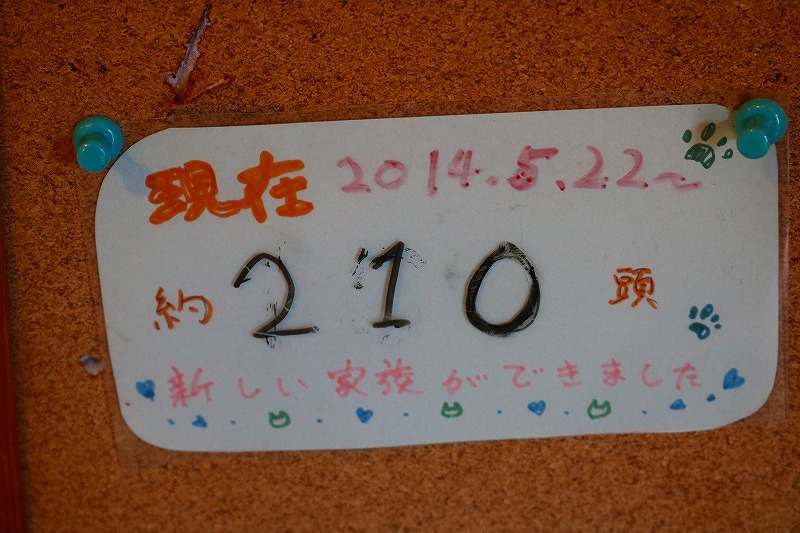 現在 2014.5.22〜
約 210 頭
新しい家族ができました